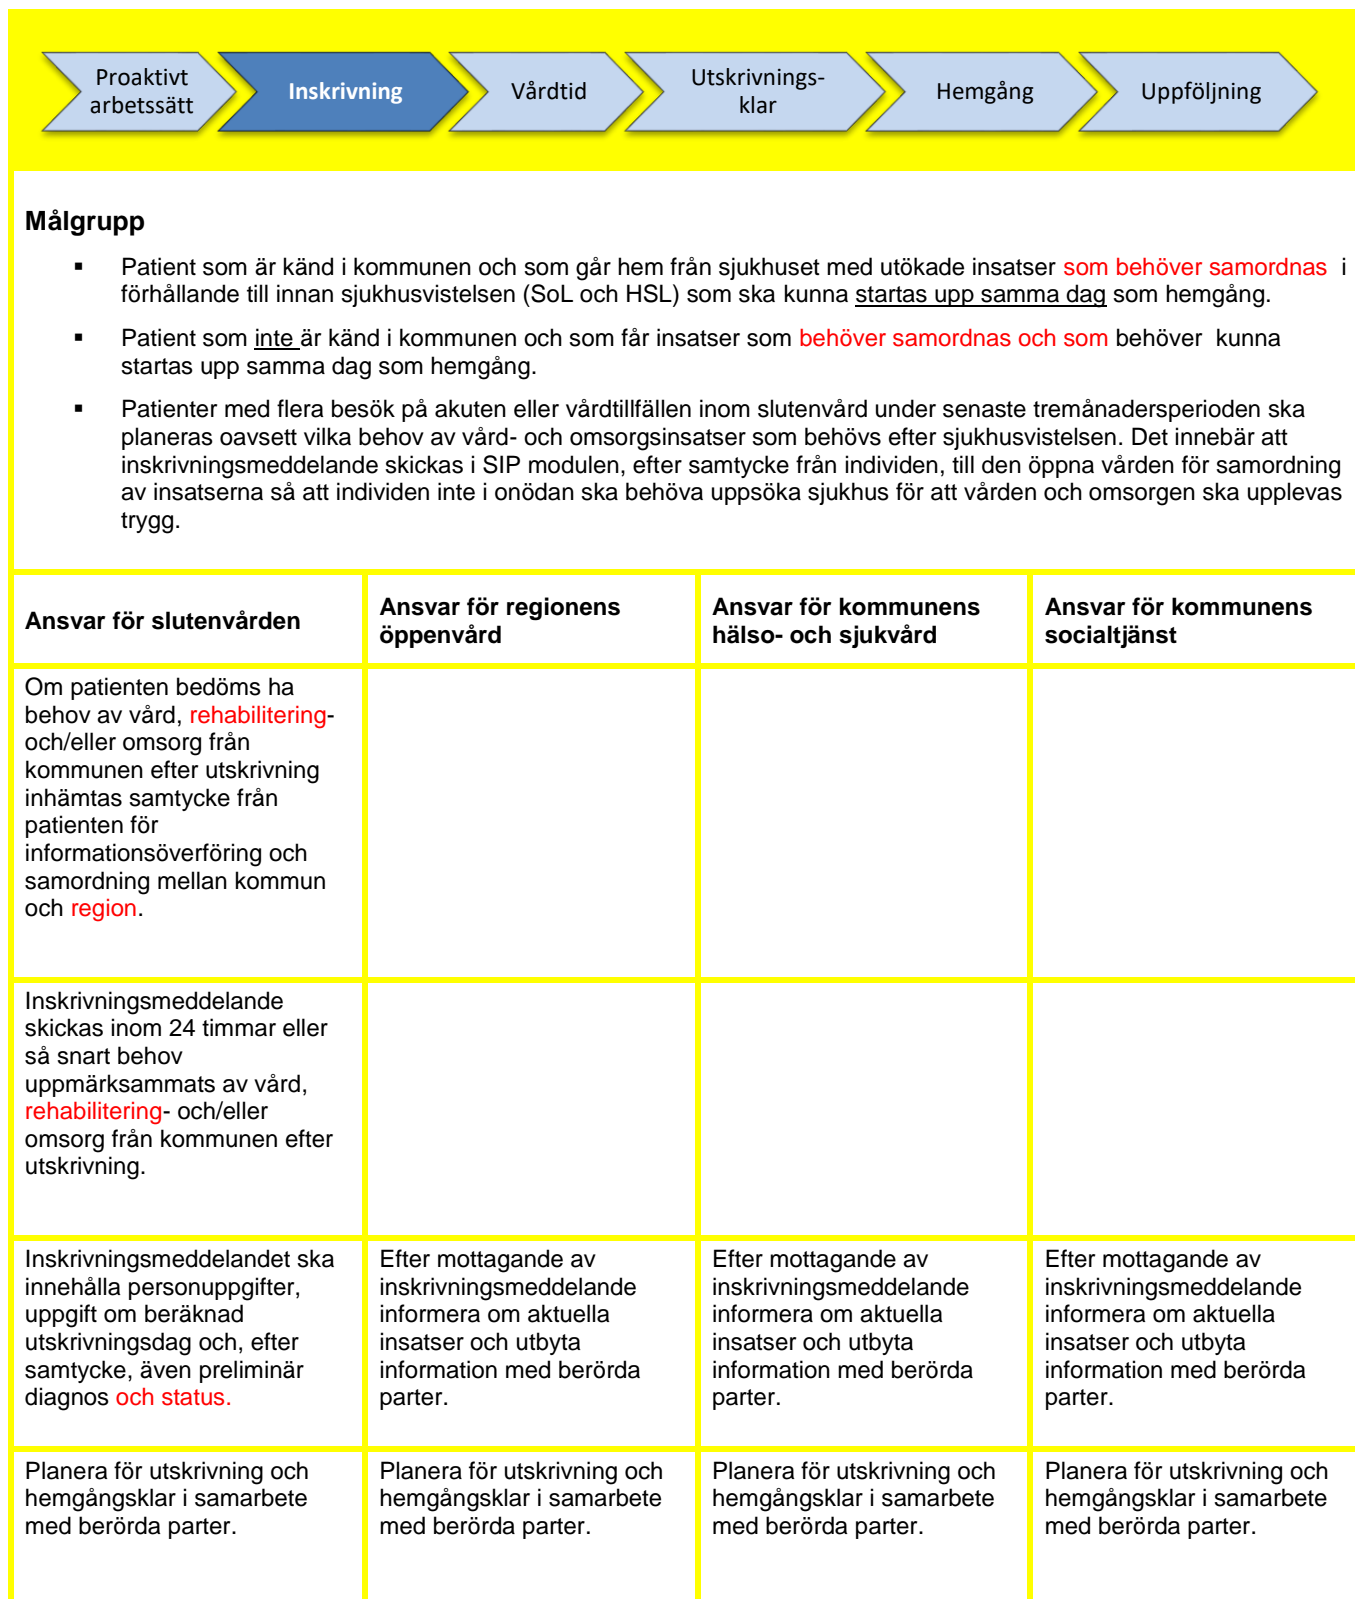 Proaktivt
arbetssätt
Inskrivning
Vårdtid
Utskrivnings-
klar
Hemgång
Uppföljning
Målgrupp
▪ Patient som är känd i kommunen och som går hem från sjukhuset med utökade insatser som behöver samordnas i
förhållande till innan sjukhusvistelsen (SoL och HSL) som ska kunna startas upp samma dag som hemgång.
▪ Patient som inte är känd i kommunen och som får insatser som behöver samordnas och som behöver kunna
startas upp samma dag som hemgång.
▪ Patienter med flera besök på akuten eller vårdtillfällen inom slutenvård under senaste tremånadersperioden ska
planeras oavsett vilka behov av vård- och omsorgsinsatser som behövs efter sjukhusvistelsen. Det innebär att
inskrivningsmeddelande skickas i SIP modulen, efter samtycke från individen, till den öppna vården för samordning
av insatserna så att individen inte i onödan ska behöva uppsöka sjukhus för att vården och omsorgen ska upplevas
trygg.
Ansvar för slutenvården
Ansvar för regionens
öppenvård
Ansvar för kommunens
hälso- och sjukvård
Ansvar för kommunens
socialtjänst
Om patienten bedöms ha
behov av vård, rehabilitering-
och/eller omsorg från
kommunen efter utskrivning
inhämtas samtycke från
patienten för
informationsöverföring och
samordning mellan kommun
och region.
Inskrivningsmeddelande
skickas inom 24 timmar eller
så snart behov
uppmärksammats av vård,
rehabilitering- och/eller
omsorg från kommunen efter
utskrivning.
Inskrivningsmeddelandet ska
innehålla personuppgifter,
uppgift om beräknad
utskrivningsdag och, efter
samtycke, även preliminär
diagnos och status.
Efter mottagande av
inskrivningsmeddelande
informera om aktuella
insatser och utbyta
information med berörda
parter.
Efter mottagande av
inskrivningsmeddelande
informera om aktuella
insatser och utbyta
information med berörda
parter.
Efter mottagande av
inskrivningsmeddelande
informera om aktuella
insatser och utbyta
information med berörda
parter.
Planera för utskrivning och
hemgångsklar i samarbete
med berörda parter.
Planera för utskrivning och
hemgångsklar i samarbete
med berörda parter.
Planera för utskrivning och
hemgångsklar i samarbete
med berörda parter.
Planera för utskrivning och
hemgångsklar i samarbete
med berörda parter.